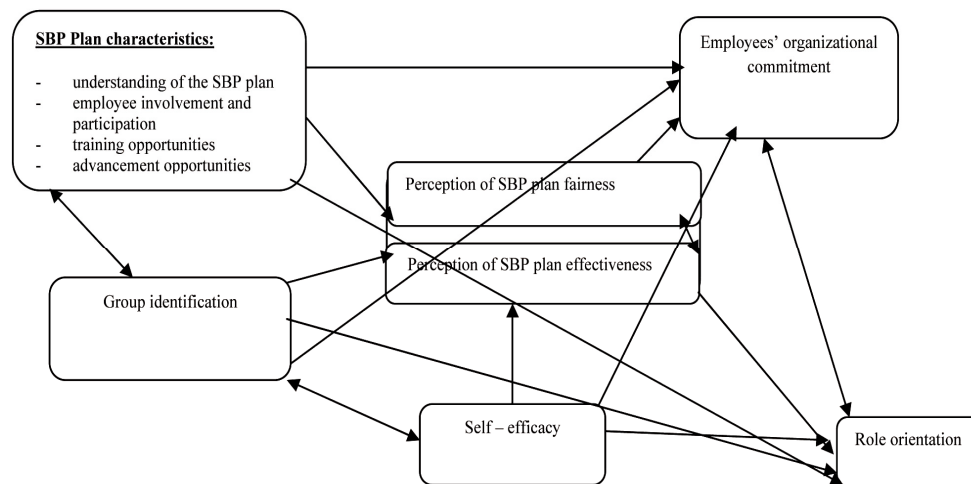 SBP Plan characteristics:
- understanding of the SBP plan
- employee involvement and
participation
- training opportunities
- advancement opportunities
Employees’ organizational
commitment
Perception of SBP plan fairness
Perception of SBP plan effectiveness
Group identification
Self – efficacy
Role orientation